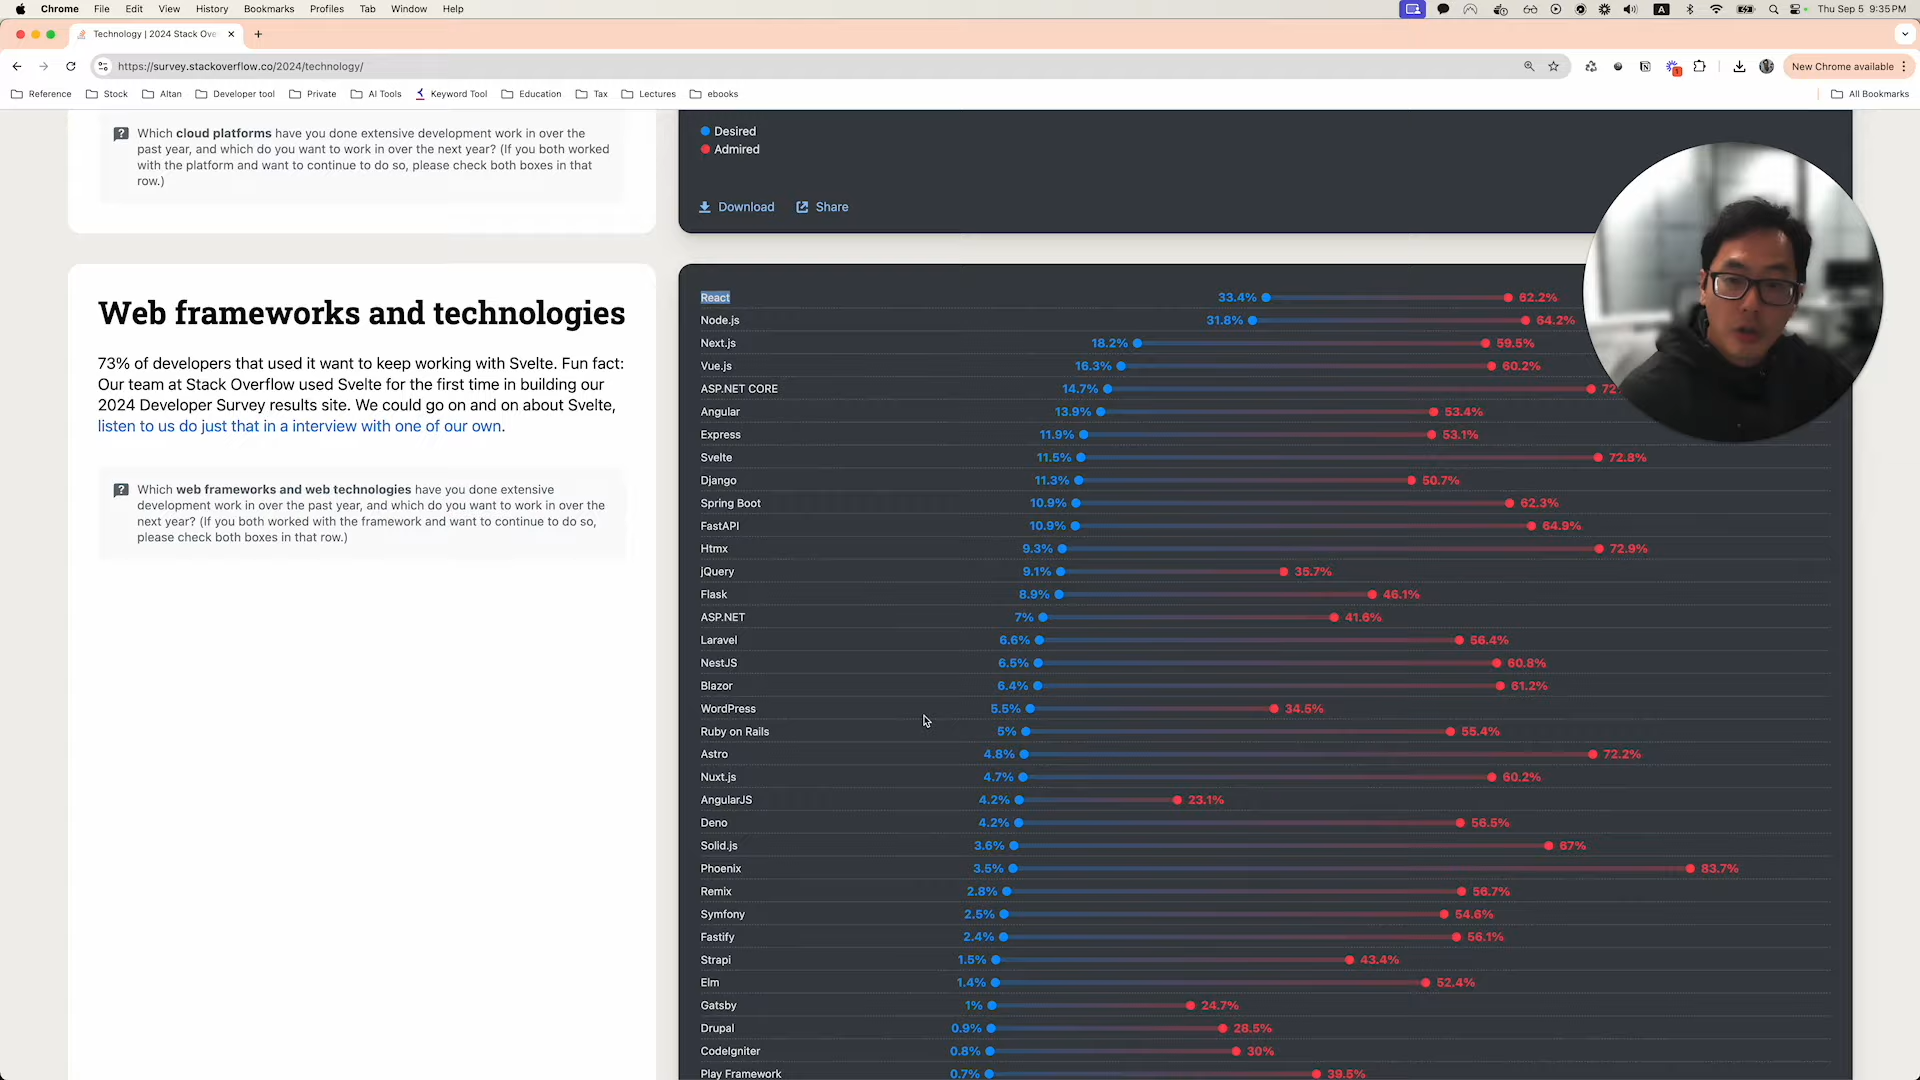 Chrome File Edit View History Bookmarks Profiles Tab Window Help
A Thu Sep 5 9:35 PM
Technology | 2024 Stack Ove
https://survey.stackoverflow.co/2024/technology/
1
New Chrome available
Reference Stock Altan Developer tool Private AI Tools Keyword Tool Education Tax Lectures ebooks
All Bookmarks
Which cloud platforms have you done extensive development work in over the
past year, and which do you want to work in over the next year? (If you both worked
with the platform and want to continue to do so, please check both boxes in that
row.)
Desired
Admired
Download Share
Web frameworks and technologies
73% of developers that used it want to keep working with Svelte. Fun fact:
Our team at Stack Overflow used Svelte for the first time in building our
2024 Developer Survey results site. We could go on and on about Svelte,
listen to us do just that in a interview with one of our own.
Which web frameworks and web technologies have you done extensive
development work in over the past year, and which do you want to work in over the
next year? (If you both worked with the framework and want to continue to do so,
please check both boxes in that row.)
React 33.4% 62.2%
Node.js 31.8% 64.2%
Next.js 18.2% 59.5%
Vue.js 16.3% 60.2%
ASP.NET CORE 14.7% 72.
Angular 13.9% 53.4%
Express 11.9% 53.1%
Svelte 11.5% 72.8%
Django 11.3% 50.7%
Spring Boot 10.9% 62.3%
FastAPI 10.9% 64.9%
Htmx 9.3% 72.9%
jQuery 9.1% 35.7%
Flask 8.9% 46.1%
ASP.NET 7% 41.6%
Laravel 6.6% 56.4%
NestJS 6.5% 60.8%
Blazor 6.4% 61.2%
WordPress 5.5% 34.5%
Ruby on Rails 5% 55.4%
Astro 4.8% 72.2%
Nuxt.js 4.7% 60.2%
AngularJS 4.2% 23.1%
Deno 4.2% 56.5%
Solid.js 3.6% 67%
Phoenix 3.5% 83.7%
Remix 2.8% 56.7%
Symfony 2.5% 54.6%
Fastify 2.4% 56.1%
Strapi 1.5% 43.4%
Elm 1.4% 52.4%
Gatsby 1% 24.7%
Drupal 0.9% 28.5%
CodeIgniter 0.8% 30%
Play Framework 0.7% 39.5%